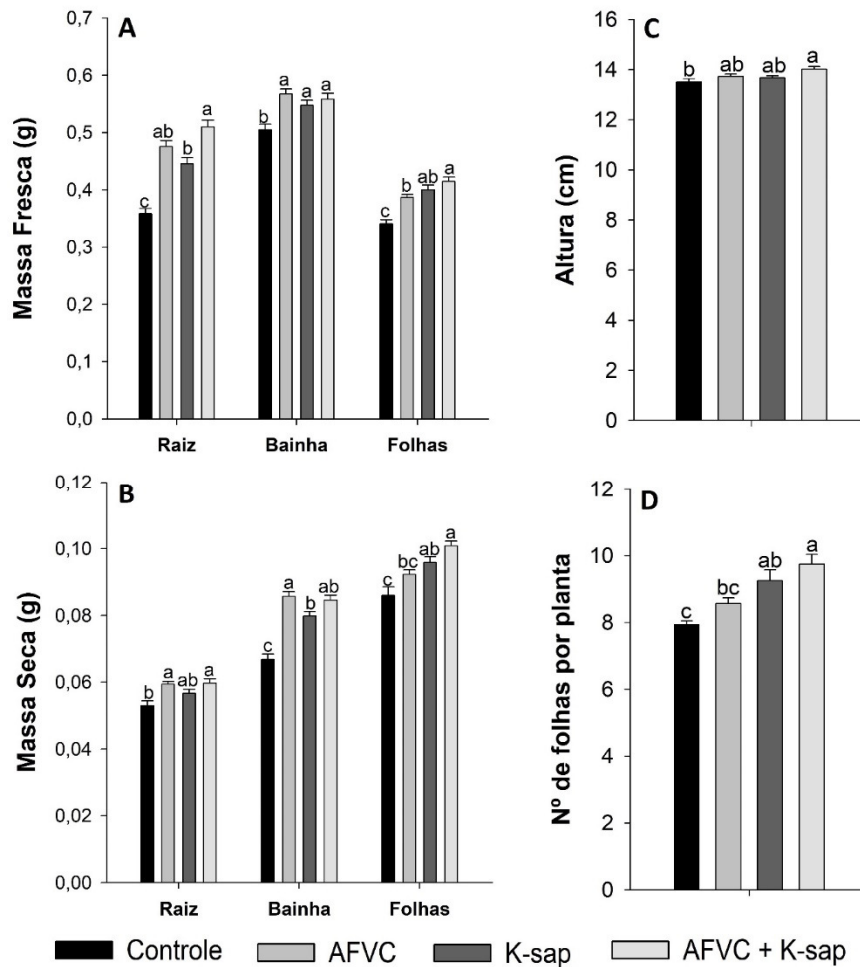 A
Massa Fresca (g)
0,7
0,6
0,5
0,4
0,3
0,2
0,1
0,0
c
ab
b
a
b
a
a
a
c
b
ab
a
Raiz Bainha Folhas
C
Altura (cm)
16
14
12
10
8
6
4
2
0
b
ab
ab
a
B
Massa Seca (g)
0,12
0,10
0,08
0,06
0,04
0,02
0,00
b
a
ab
a
c
a
b
ab
c
bc
ab
a
Raiz Bainha Folhas
D
Nº de folhas por planta
12
10
8
6
4
2
0
c
bc
ab
a
Controle AFVC K-sap AFVC + K-sap